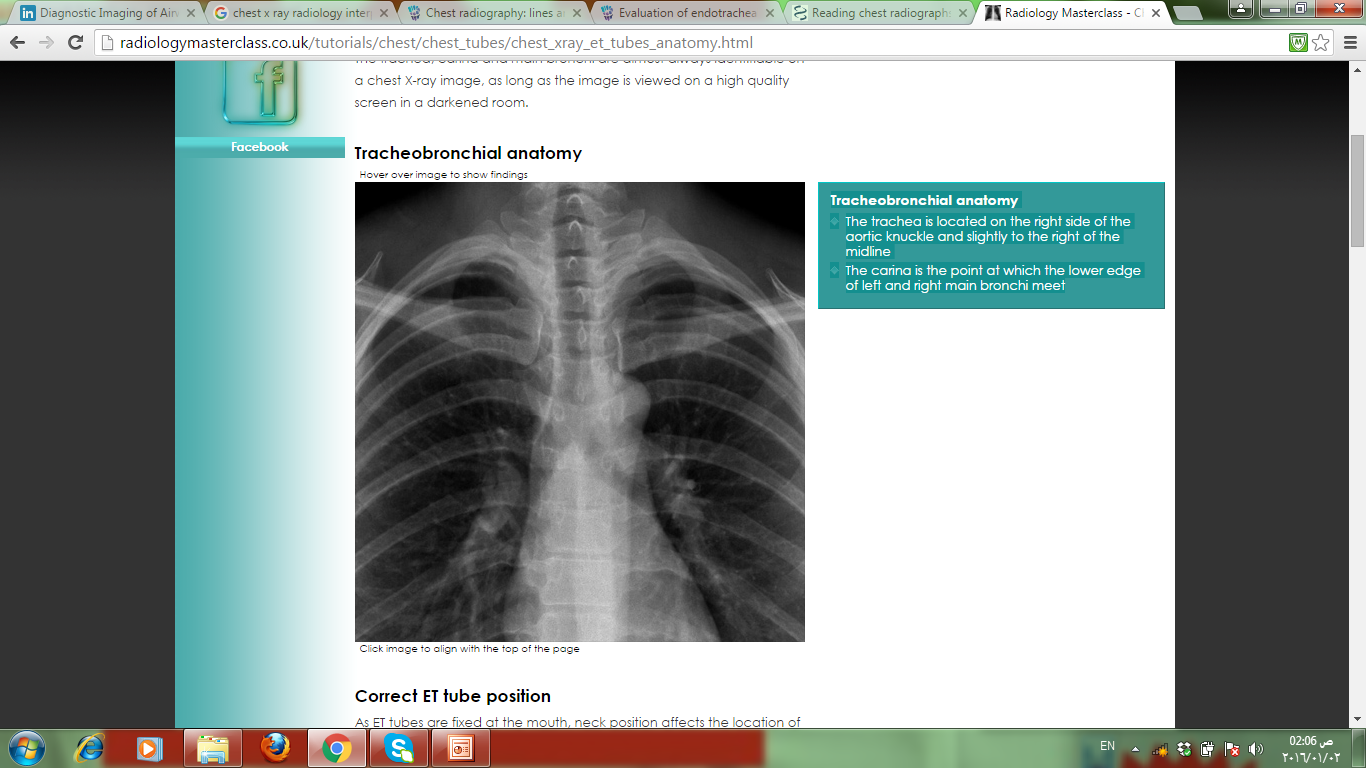 Diagnostic Imaging of Air
chest x ray radiology inter
Chest radiography: lines a
Evaluation of endotrachea
Reading chest radiograph
Radiology Masterclass - C
radiologymasterclass.co.uk/tutorials/chest/chest_tubes/chest_xray_et_tubes_anatomy.html
a chest X-ray image, as long as the image is viewed on a high quality
screen in a darkened room.
Facebook
Tracheobronchial anatomy
Hover over image to show findings
Tracheobronchial anatomy
The trachea is located on the right side of the
aortic knuckle and slightly to the right of the
midline
The carina is the point at which the lower edge
of left and right main bronchi meet
Click image to align with the top of the page
Correct ET tube position
As ET tubes are fixed at the mouth, neck position affects the location of
EN
02:06 ص
٢٠١٦/٠١/٠٢